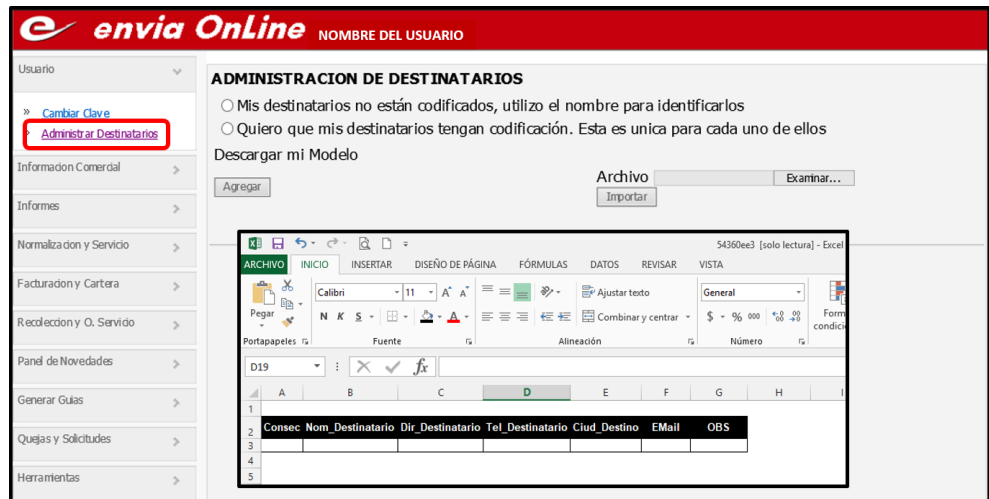 envia OnLine NOMBRE DEL USUARIO
Usuario
» Cambiar Clave
Administrar Destinatarios
Informacion Comercial
Informes
Normalizacion y Servicio
Facturacion y Cartera
Recoleccion y O. Servicio
Panel de Novedades
Generar Guias
Quejas y Solicitudes
Herramientas
ADMINISTRACION DE DESTINATARIOS
Mis destinatarios no están codificados, utilizo el nombre para identificarlos
Quiero que mis destinatarios tengan codificación. Esta es unica para cada uno de ellos
Descargar mi Modelo
Agregar
Archivo Examinar...
Importar
54360ee3 [solo lectura] - Excel
ARCHIVO INICIO INSERTAR DISEÑO DE PÁGINA FÓRMULAS DATOS REVISAR VISTA
Calibri 11 A A Ajustar texto General
Pegar N K S A Combinar y centrar $ % 000 Form
condici
Portapapeles Fuente Alineación Número
D19 fx
A B C D E F G H I
1
2 Consec Nom_Destinatario Dir_Destinatario Tel_Destinatario Ciud_Destino EMail OBS
3
4
5